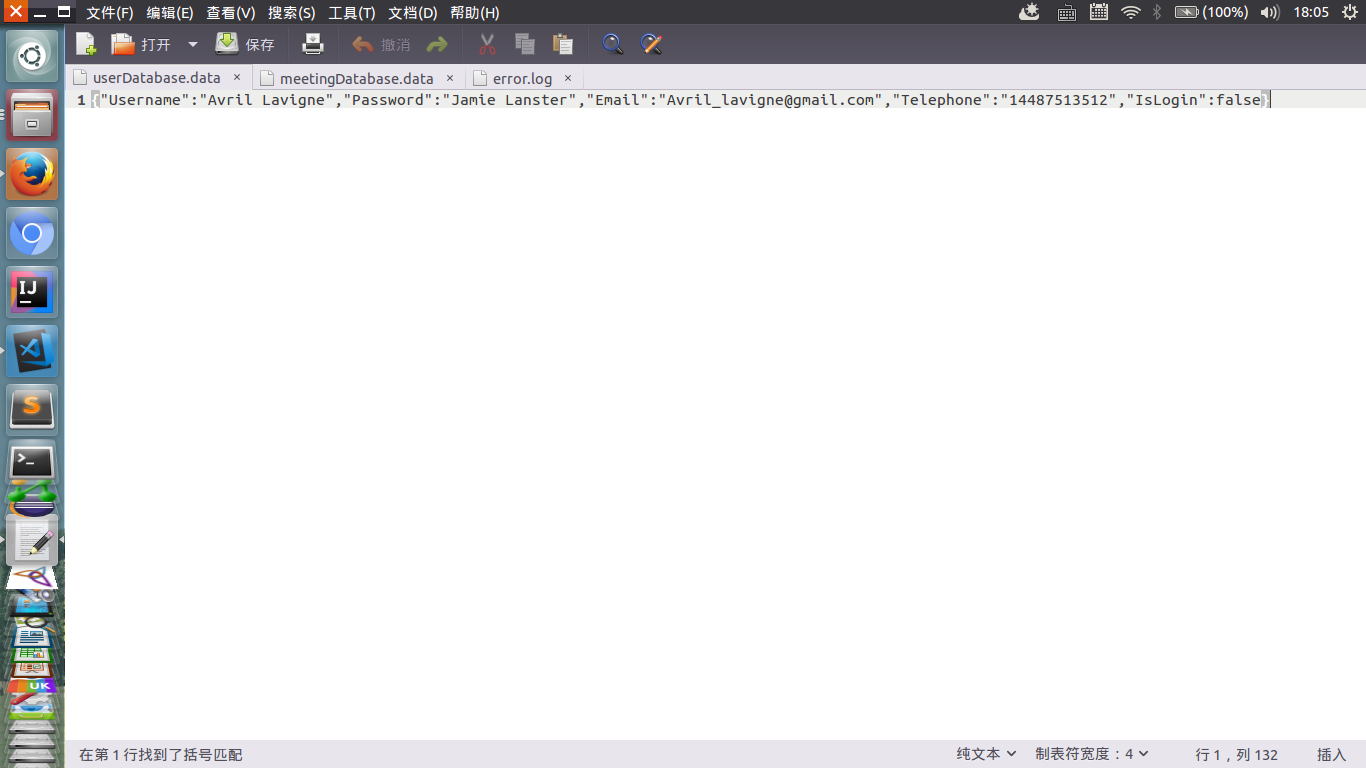 文件(F) 编辑(E) 查看(V) 搜索(S) 工具(T) 文档(D) 帮助(H) (100%) 18:05
打开 保存 撤消
userDatabase.data × meetingDatabase.data × error.log ×
1 {"Username":"Avril Lavigne","Password":"Jamie Lanster","Email":"Avril_lavigne@gmail.com","Telephone":"14487513512","IsLogin":false}
IJ
S
>_
UK
在第 1 行找到了括号匹配 纯文本 制表符宽度：4 行 1，列 132 插入